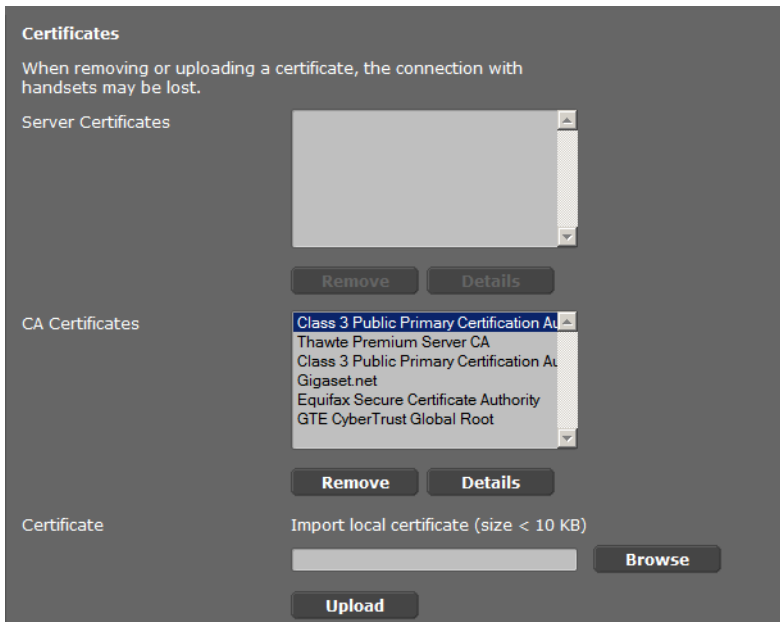 Certificates
When removing or uploading a certificate, the connection with
handsets may be lost.
Server Certificates
Remove Details
CA Certificates
Class 3 Public Primary Certification Au
Thawte Premium Server CA
Class 3 Public Primary Certification Au
Gigaset.net
Equifax Secure Certificate Authority
GTE CyberTrust Global Root
Remove Details
Certificate Import local certificate (size < 10 KB)
Browse
Upload